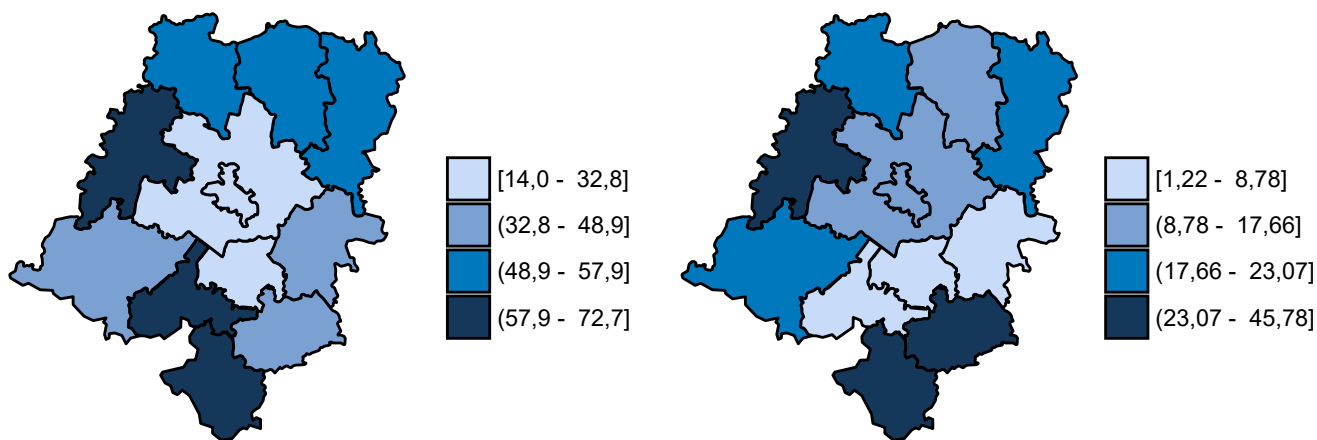 [14,0 - 32,8]
(32,8 - 48,9]
(48,9 - 57,9]
(57,9 - 72,7]
[1,22 - 8,78]
(8,78 - 17,66]
(17,66 - 23,07]
(23,07 - 45,78]